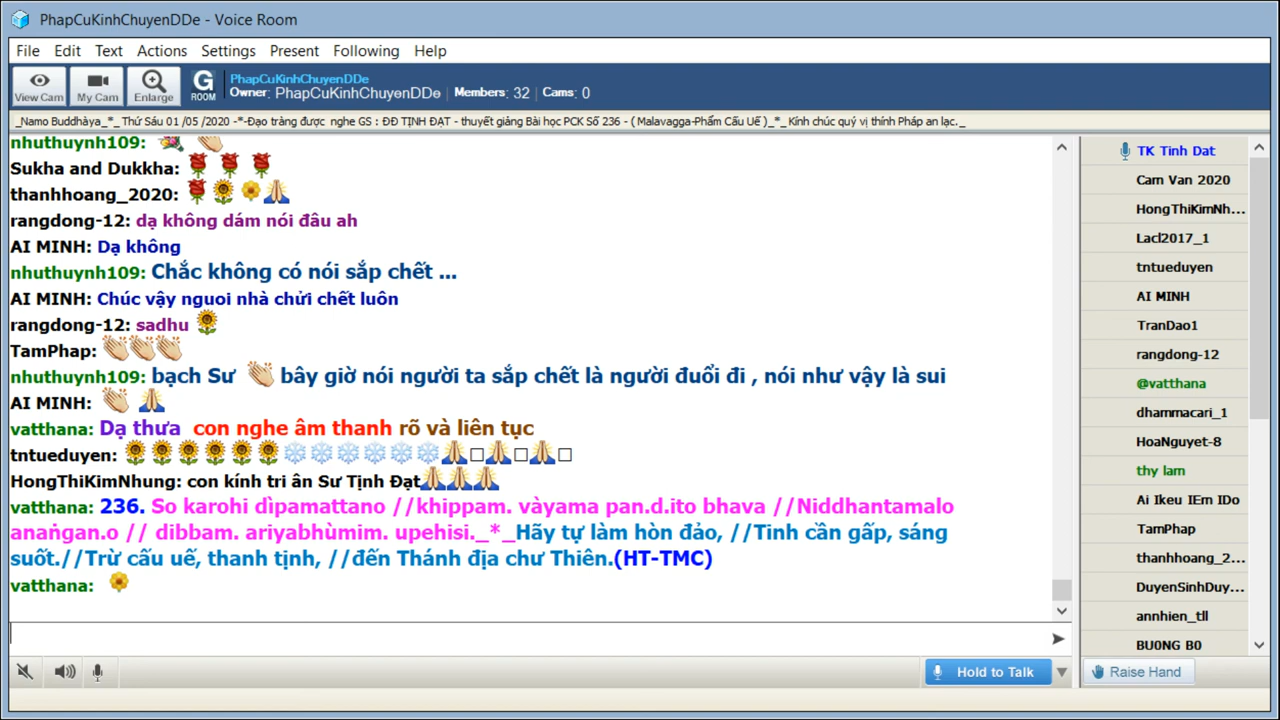 PhapCuKinhChuyenDDe - Voice Room
File Edit Text Actions Settings Present Following Help
View Cam My Cam Enlarge G ROOM
PhapCuKinhChuyenDDe
Owner: PhapCuKinhChuyenDDe Members: 32 Cams: 0
_Namo Buddhàya_*_ Thứ Sáu 01 /05 /2020 -*-Đạo tràng được nghe GS : ĐĐ TỊNH ĐẠT - thuyết giảng Bài học PCK Số 236 - ( Malavagga-Phẩm Cấu Uế )_*_ Kính chúc quý vị thính Pháp an lạc._
nhuthuynh109:
Sukha and Dukkha:
thanhhoang_2020:
rangdong-12: dạ không dám nói đâu ah
AI MINH: Dạ không
nhuthuynh109: Chắc không có nói sắp chết ...
AI MINH: Chúc vậy nguoi nhà chửi chết luôn
rangdong-12: sadhu
TamPhap:
nhuthuynh109: bạch Sư bây giờ nói người ta sắp chết là người đuổi đi , nói như vậy là sui
AI MINH:
vatthana: Dạ thưa con nghe âm thanh rõ và liên tục
tntueduyen:
HongThiKimNhung: con kính tri ân Sư Tịnh Đạt
vatthana: 236. So karohi dìpamattano //khippam. vàyama pan.d.ito bhava //Niddhantamalo
anaṅgan.o // dibbam. ariyabhùmim. upehisi._*_Hãy tự làm hòn đảo, //Tinh cần gấp, sáng
suốt.//Trừ cấu uế, thanh tịnh, //đến Thánh địa chư Thiên.(HT-TMC)
vatthana:
TK Tinh Dat
Cam Van 2020
HongThiKimNh...
Lacl2017_1
tntueduyen
AI MINH
TranDao1
rangdong-12
@vatthana
dhammacari_1
HoaNguyet-8
thy lam
Ai Ikeu IEm IDo
TamPhap
thanhhoang_2...
DuyenSinhDuy...
annhien_tll
BU0NG B0
Hold to Talk
Raise Hand